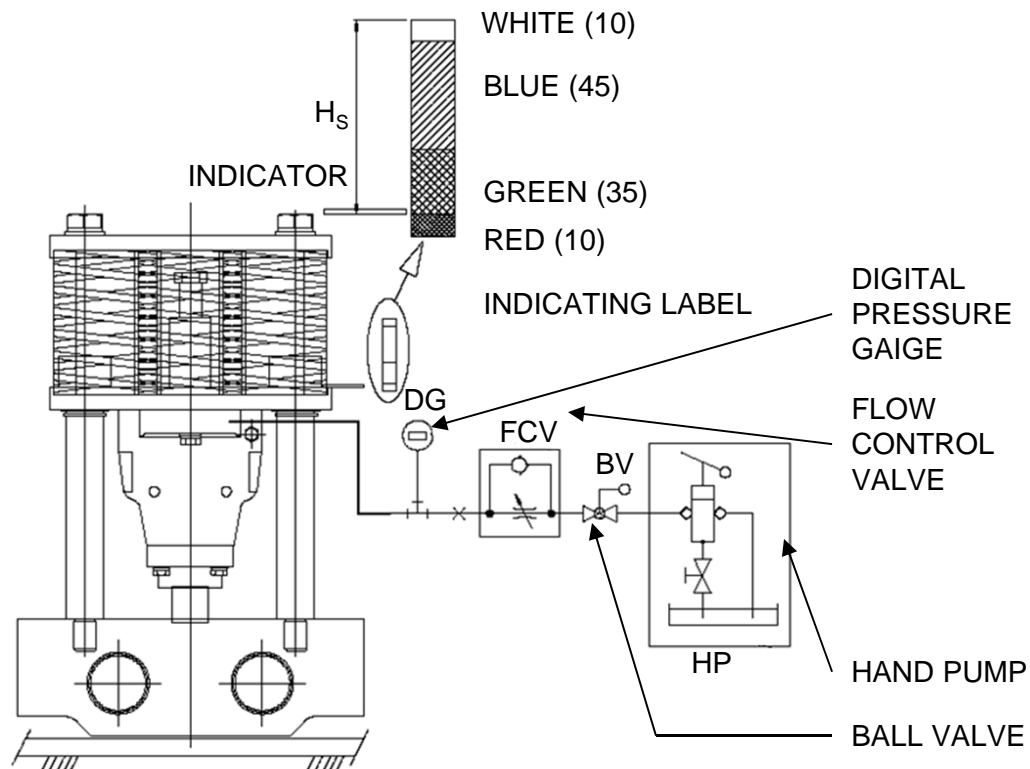 WHITE (10)
BLUE (45)
HS
INDICATOR
GREEN (35)
RED (10)
INDICATING LABEL
DIGITAL
PRESSURE
GAIGE
DG
FCV
BV
FLOW
CONTROL
VALVE
HP
HAND PUMP
BALL VALVE